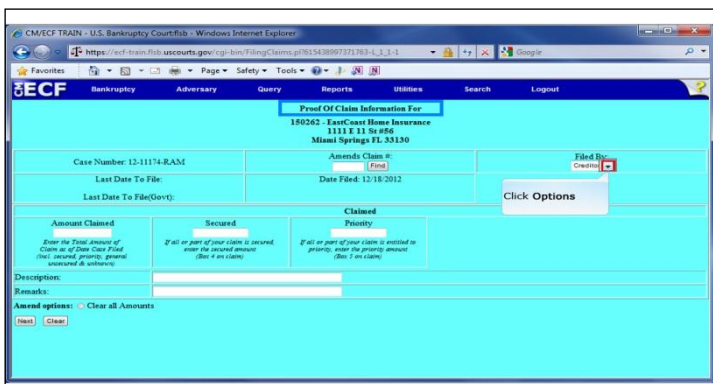 CM/ECF TRAIN - U.S. Bankruptcy Court:flsb - Windows Internet Explorer
https://ecf-train.flsb.uscourts.gov/cgi-bin/FilingClaims.pl?615438997371763-L_1_1-1
Google
Favorites Page Safety Tools
ECF Bankruptcy Adversary Query Reports Utilities Search Logout ?
Proof Of Claim Information For
150262 - EastCoast Home Insurance
1111 E 11 St #56
Miami Springs FL 33130
Case Number: 12-11174-RAM Amends Claim #: Filed By:
Find Creditor
Last Date To File: Date Filed: 12/18/2012
Last Date To File(Govt):
Click Options
Claimed
Amount Claimed Secured Priority
Enter the Total Amount of If all or part of your claim is secured, If all or part of your claim is entitled to
Claim as of Date Case Filed enter the secured amount priority, enter the priority amount
(incl. secured, priority, general (Box 4 on claim) (Box 5 on claim)
unsecured & unknown)
Description:
Remarks:
Amend options: Clear all Amounts
Next Clear